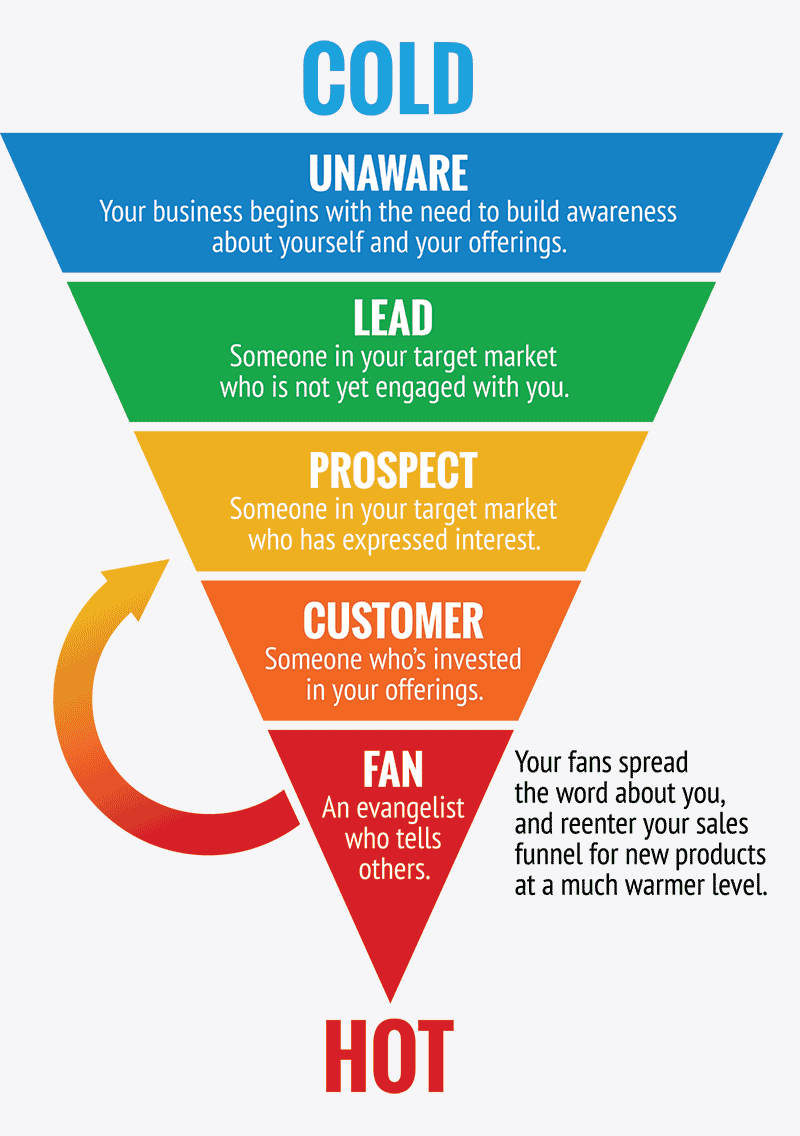 COLD
UNAWARE
Your business begins with the need to build awareness
about yourself and your offerings.
LEAD
Someone in your target market
who is not yet engaged with you.
PROSPECT
Someone in your target market
who has expressed interest.
CUSTOMER
Someone who’s invested
in your offerings.
FAN
An evangelist
who tells
others.
Your fans spread
the word about you,
and reenter your sales
funnel for new products
at a much warmer level.
HOT